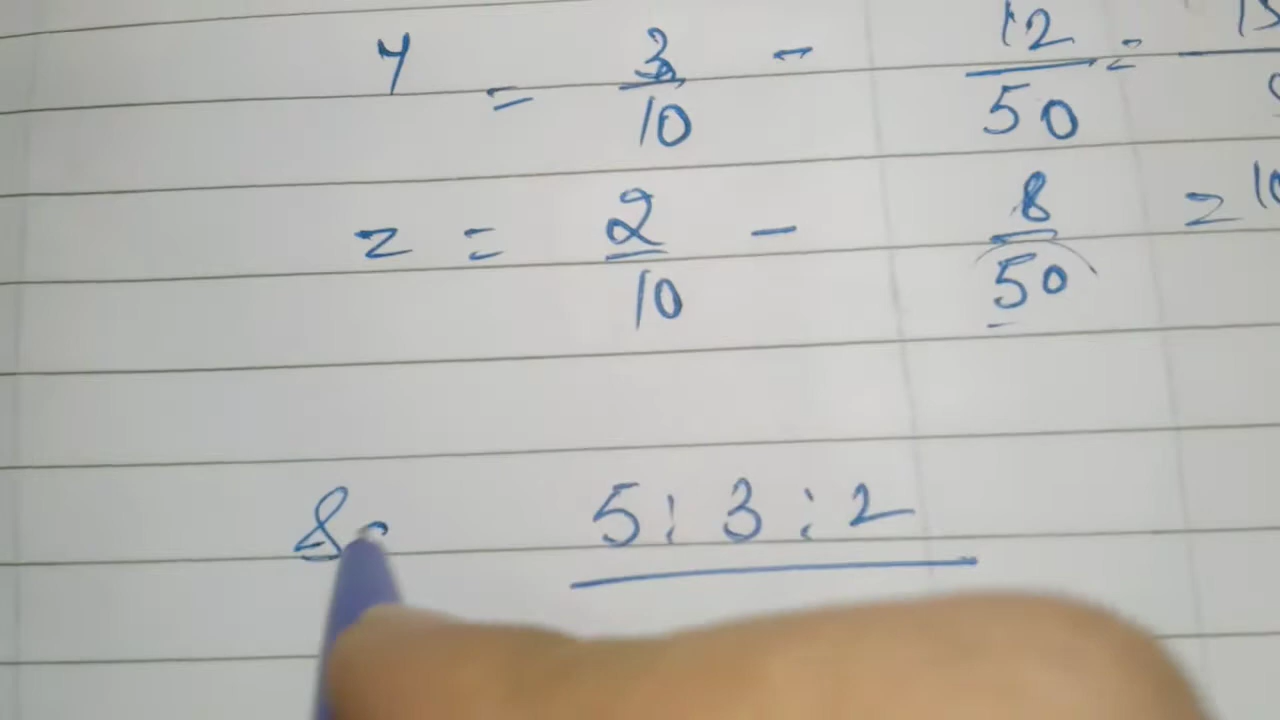 Y = 3/10 - 12/50 =
Z = 2/10 - 8/50 =
5 : 3 : 2